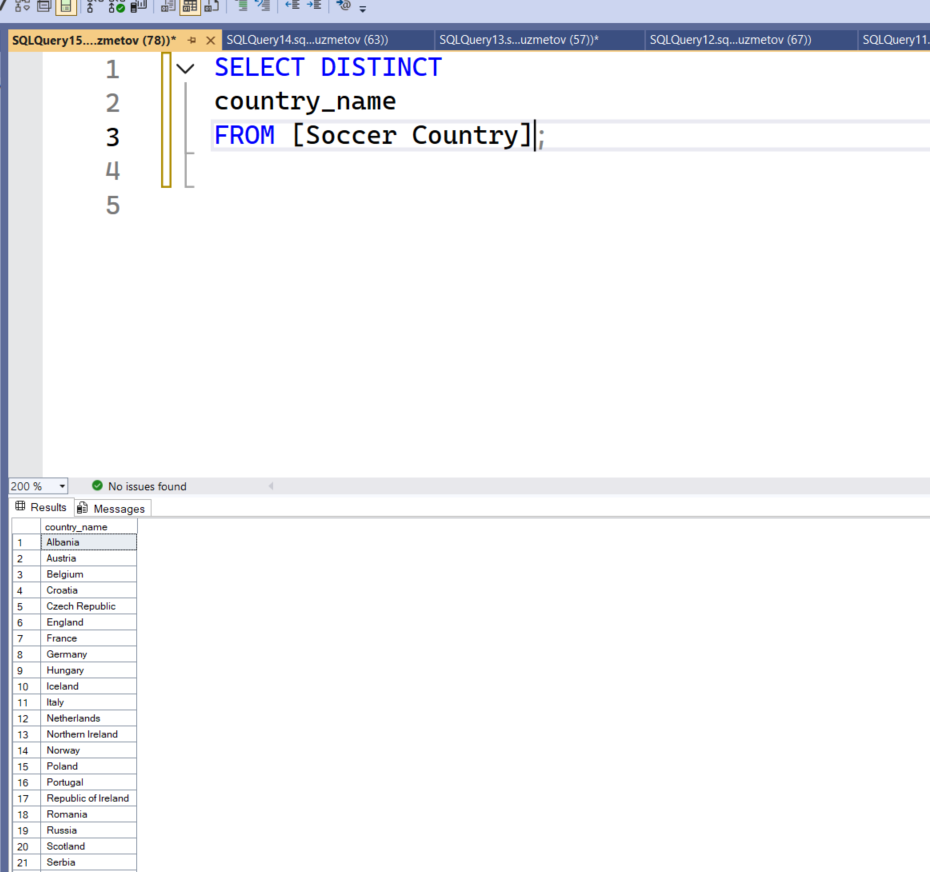 SQLQuery15....zmetov (78))*
SQLQuery14.sq...uzmetov (63))
SQLQuery13.s...uzmetov (57))*
SQLQuery12.sq...uzmetov (67))
SQLQuery11.
1 SELECT DISTINCT
2 country_name
3 FROM [Soccer Country];
4
5
200 %
No issues found
Results
Messages
country_name
1 Albania
2 Austria
3 Belgium
4 Croatia
5 Czech Republic
6 England
7 France
8 Germany
9 Hungary
10 Iceland
11 Italy
12 Netherlands
13 Northern Ireland
14 Norway
15 Poland
16 Portugal
17 Republic of Ireland
18 Romania
19 Russia
20 Scotland
21 Serbia